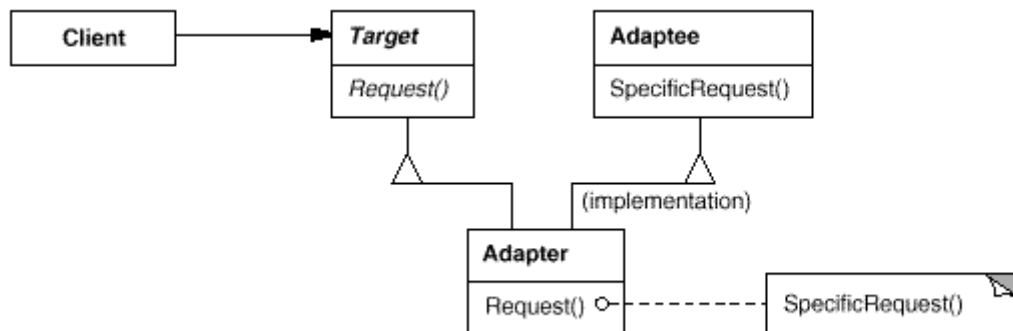 Client
Target
Request()
Adaptee
SpecificRequest()
(implementation)
Adapter
Request()
SpecificRequest()